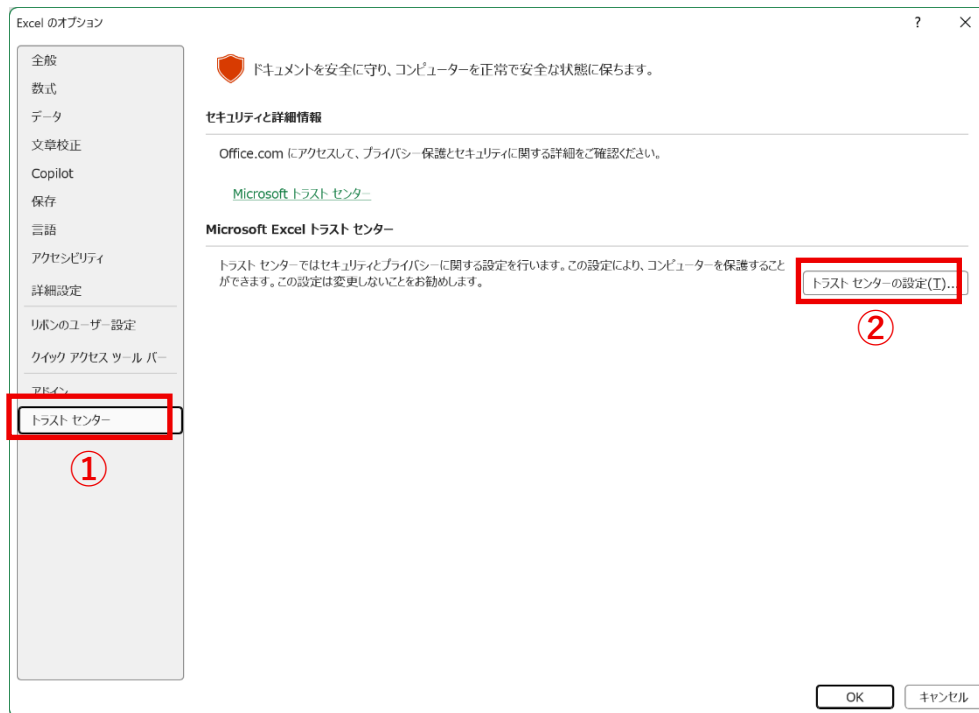 Excel のオプション
?
×
全般
数式
データ
文章校正
Copilot
保存
言語
アクセシビリティ
詳細設定
リボンのユーザー設定
クイック アクセス ツール バー
アドイン
トラスト センター
①
ドキュメントを安全に守り、コンピューターを正常で安全な状態に保ちます。
セキュリティと詳細情報
Office.com にアクセスして、プライバシー保護とセキュリティに関する詳細をご確認ください。
Microsoft トラスト センター
Microsoft Excel トラスト センター
トラスト センターではセキュリティとプライバシーに関する設定を行います。この設定により、コンピューターを保護すること
ができます。この設定は変更しないことをお勧めします。
トラスト センターの設定(T)...
②
OK
キャンセル